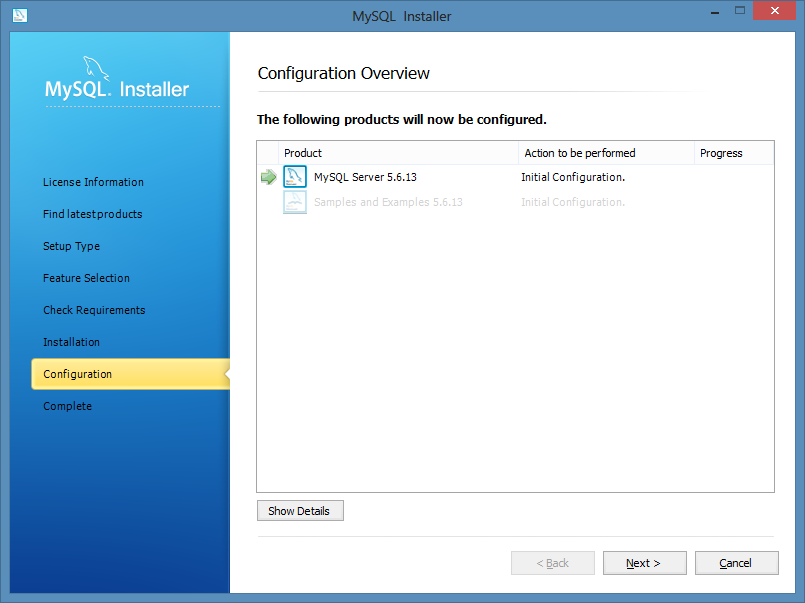 MySQL Installer
MySQL. Installer
License Information
Find latest products
Setup Type
Feature Selection
Check Requirements
Installation
Configuration
Complete
Configuration Overview
The following products will now be configured.
Product Action to be performed Progress
MySQL Server 5.6.13 Initial Configuration.
Samples and Examples 5.6.13 Initial Configuration.
Show Details
< Back Next > Cancel